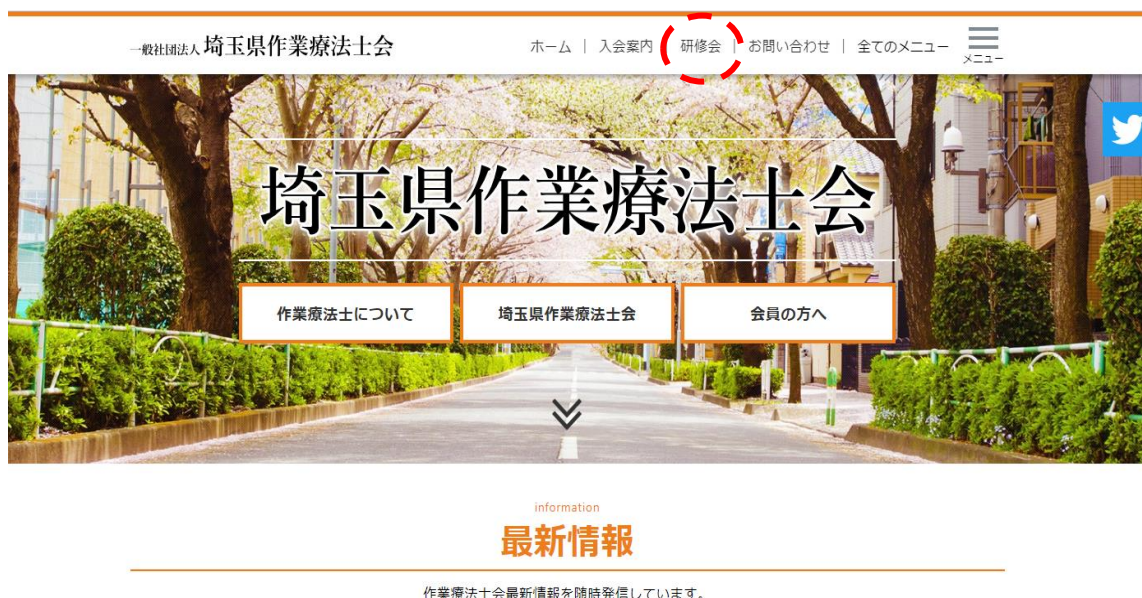 一般社団法人 埼玉県作業療法士会
ホーム | 入会案内 | 研修会 | お問い合わせ | 全てのメニュー
メニュー
埼玉県作業療法士会
作業療法士について
埼玉県作業療法士会
会員の方へ
information
最新情報
作業療法士会最新情報を随時発信しています。